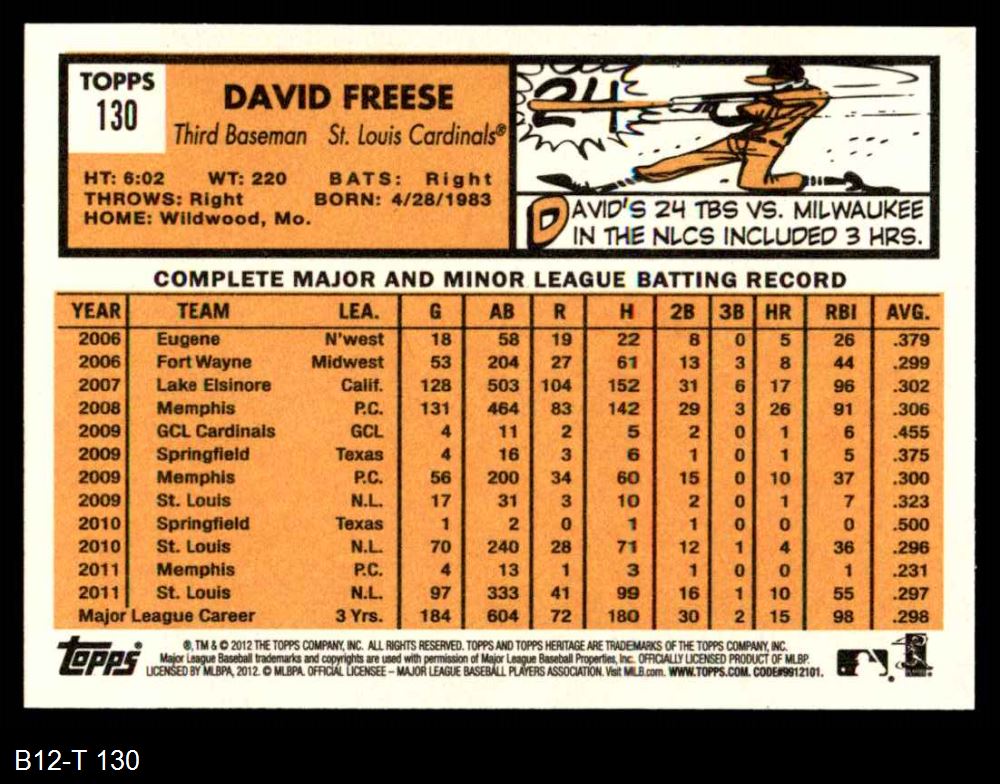 TOPPS
130
DAVID FREESE
Third Baseman St. Louis Cardinals®
HT: 6:02 WT: 220 BATS: Right
THROWS: Right BORN: 4/28/1983
HOME: Wildwood, Mo.
24
DAVID'S 24 TBS VS. MILWAUKEE
IN THE NLCS INCLUDED 3 HRS.
COMPLETE MAJOR AND MINOR LEAGUE BATTING RECORD
YEAR TEAM LEA. G AB R H 2B 3B HR RBI AVG.
2006 Eugene N'west 18 58 19 22 8 0 5 26 .379
2006 Fort Wayne Midwest 53 204 27 61 13 3 8 44 .299
2007 Lake Elsinore Calif. 128 503 104 152 31 6 17 96 .302
2008 Memphis P.C. 131 464 83 142 29 3 26 91 .306
2009 GCL Cardinals GCL 4 11 2 5 2 0 1 6 .455
2009 Springfield Texas 4 16 3 6 1 0 1 5 .375
2009 Memphis P.C. 56 200 34 60 15 0 10 37 .300
2009 St. Louis N.L. 17 31 3 10 2 0 1 7 .323
2010 Springfield Texas 1 2 0 1 1 0 0 0 .500
2010 St. Louis N.L. 70 240 28 71 12 1 4 36 .296
2011 Memphis P.C. 4 13 1 3 1 0 0 1 .231
2011 St. Louis N.L. 97 333 41 99 16 1 10 55 .297
Major League Career 3 Yrs. 184 604 72 180 30 2 15 98 .298
Topps®
®, TM & © 2012 THE TOPPS COMPANY, INC. ALL RIGHTS RESERVED. TOPPS AND TOPPS HERITAGE ARE TRADEMARKS OF THE TOPPS COMPANY, INC.
Major League Baseball trademarks and copyrights are used with permission of Major League Baseball Properties, Inc. OFFICIALLY LICENSED PRODUCT OF MLBP.
LICENSED BY MLBPA, 2012. © MLBPA. OFFICIAL LICENSEE – MAJOR LEAGUE BASEBALL PLAYERS ASSOCIATION. Visit MLB.com. WWW.TOPPS.COM. CODE#9912101.
B12-T 130